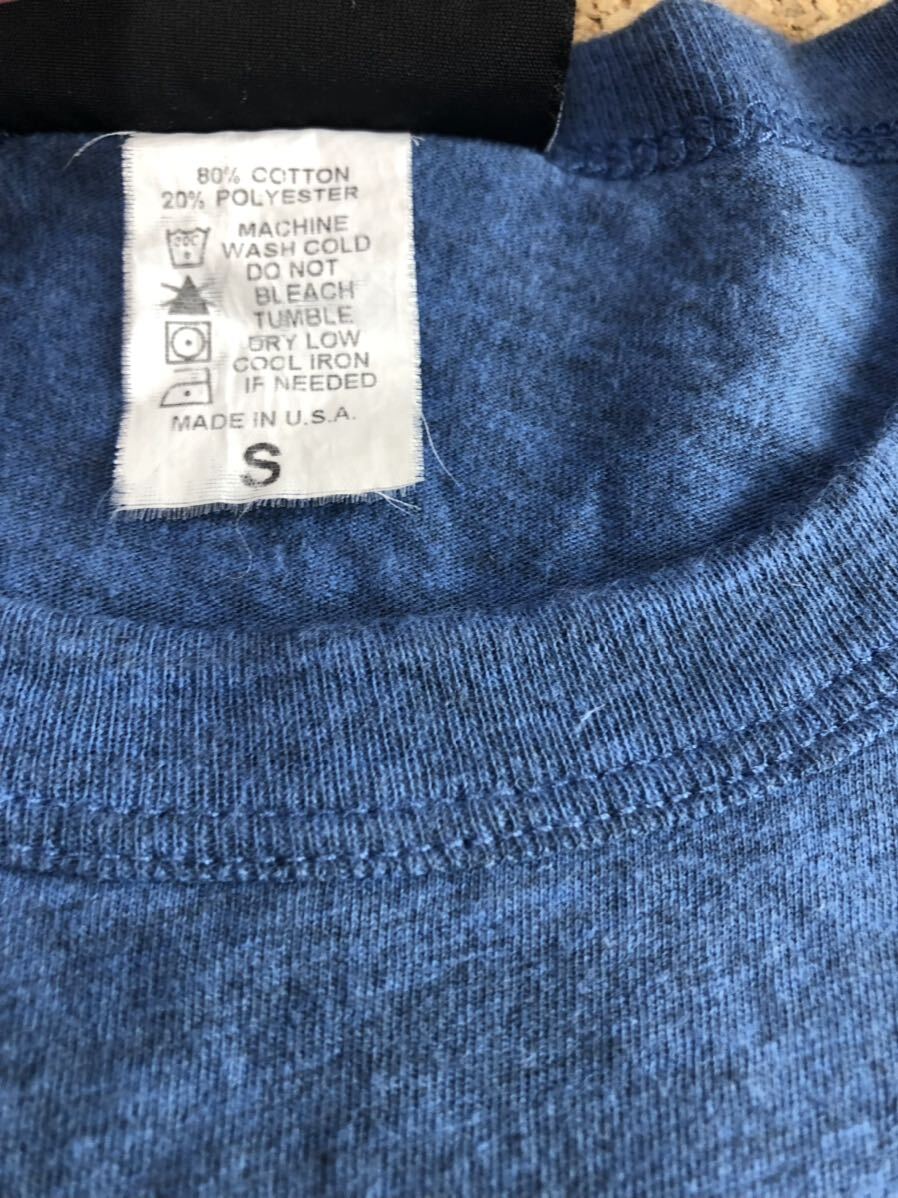 80% COTTON
20% POLYESTER
MACHINE
WASH COLD
DO NOT
BLEACH
TUMBLE
DRY LOW
COOL IRON
IF NEEDED
MADE IN U.S.A.
S